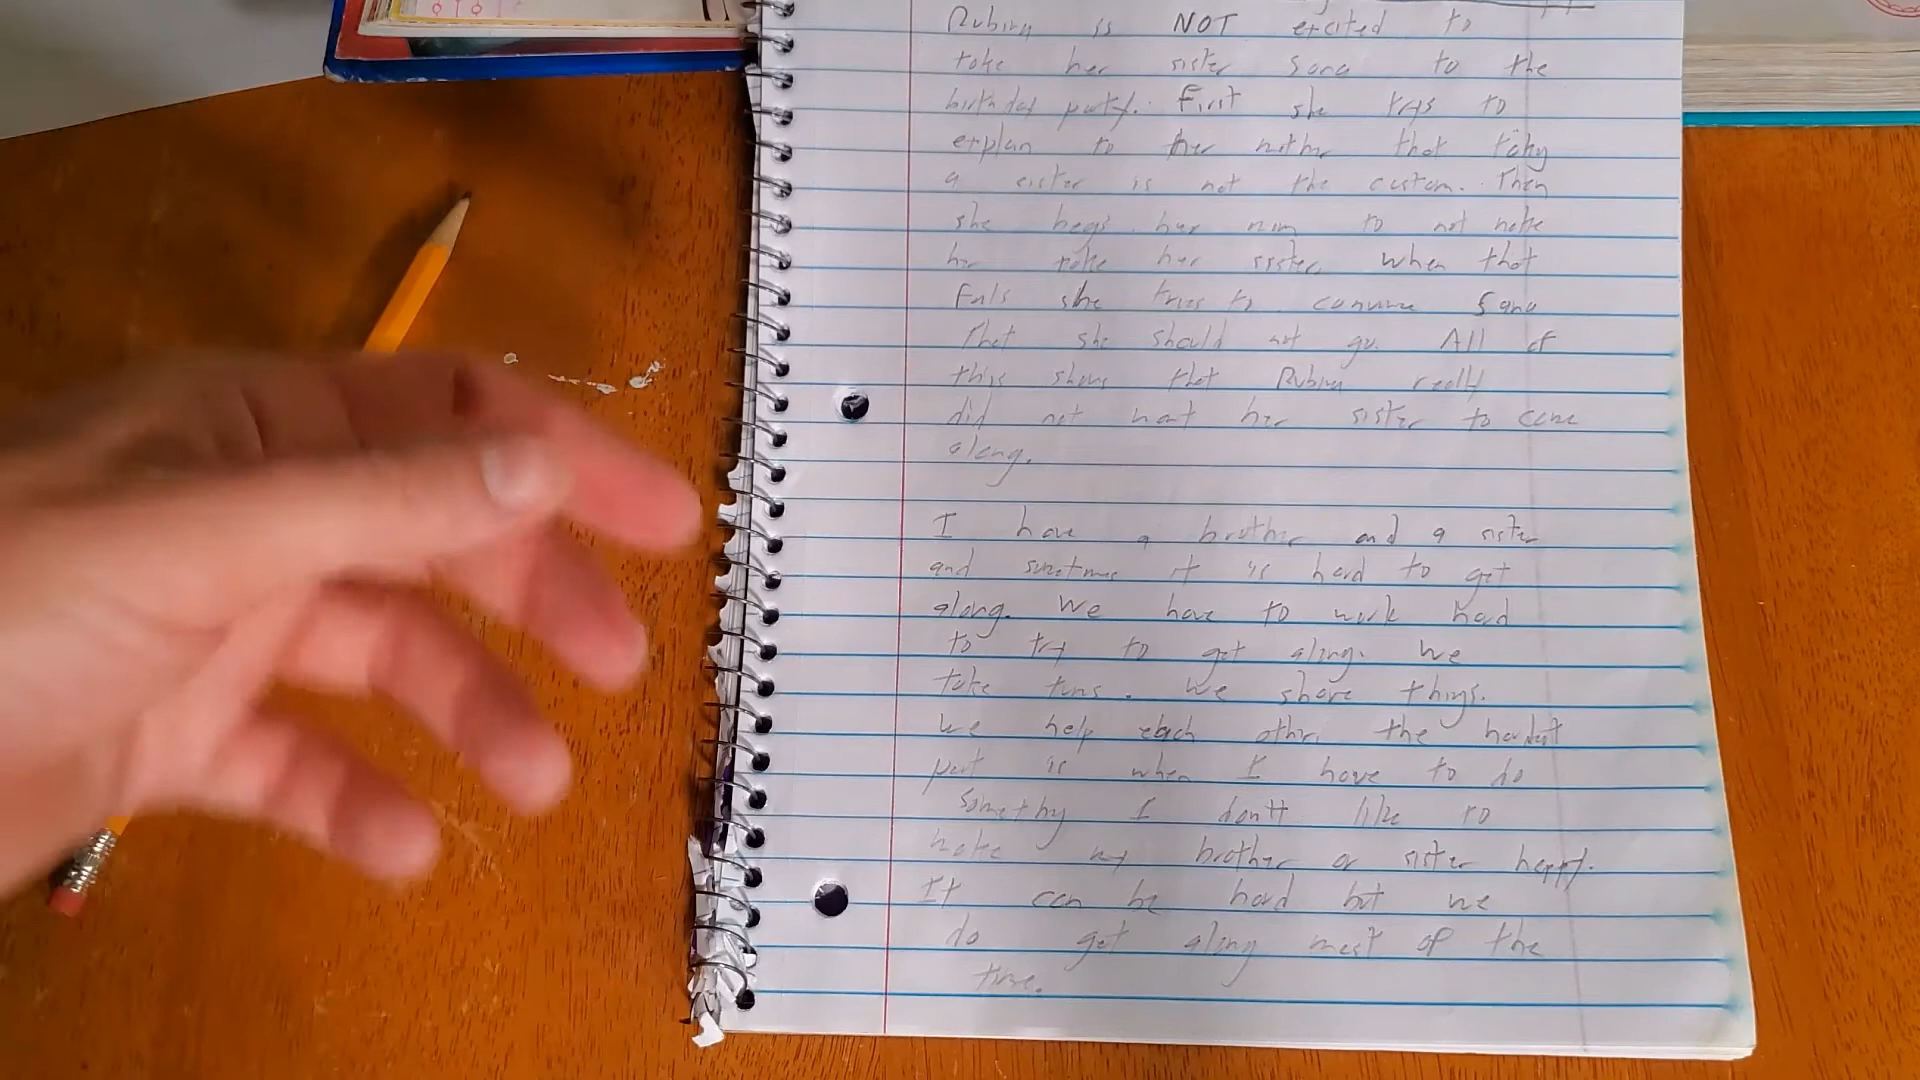 Rubina is NOT excited to
take her sister Sana to the
birthday party. First she trys to
explan to her mother that taking
a sister is not the custom. Then
she begs her mom to not make
her take her sister. When that
Fails she tries to convince Sana
That she should not go. All of
this shows that Rubina really
did not want her sister to come
along.
I have a brother and a sister
and sometimes it is hard to get
along. We have to work hard
to try to get along. We
take turns. We share things.
We help each other. the hardest
part is when I have to do
something I don't like to
make my brother or sister happy.
It can be hard but we
do get along most of the
time.